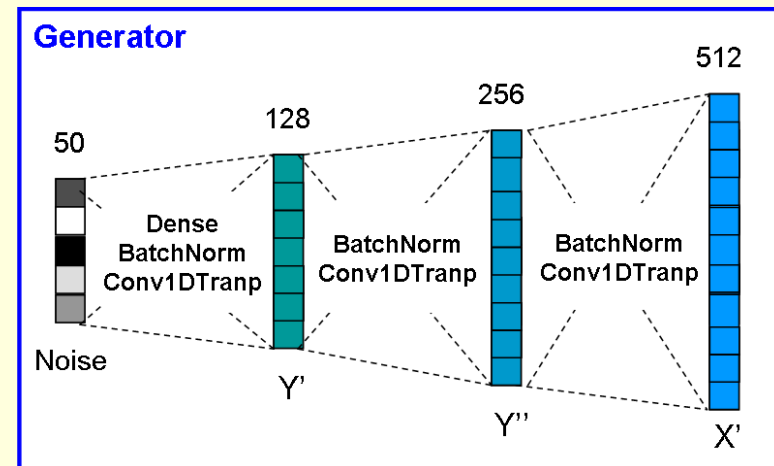 Generator
512
256
128
50
Dense
BatchNorm
Conv1DTranp
BatchNorm
Conv1DTranp
BatchNorm
Conv1DTranp
Noise
Y'
Y''
X'